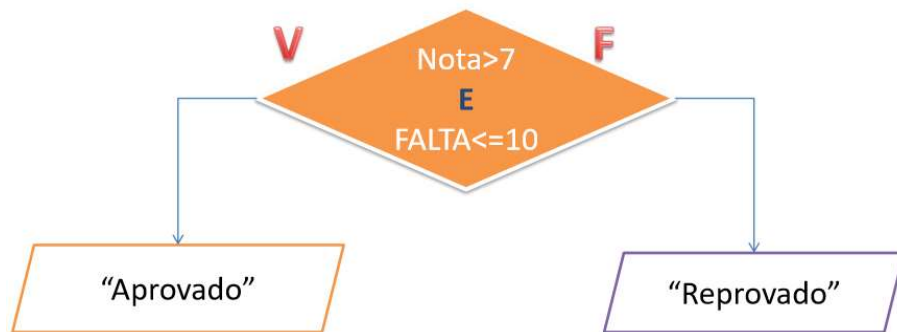 V
F
Nota>7
E
FALTA<=10
“Aprovado”
“Reprovado”